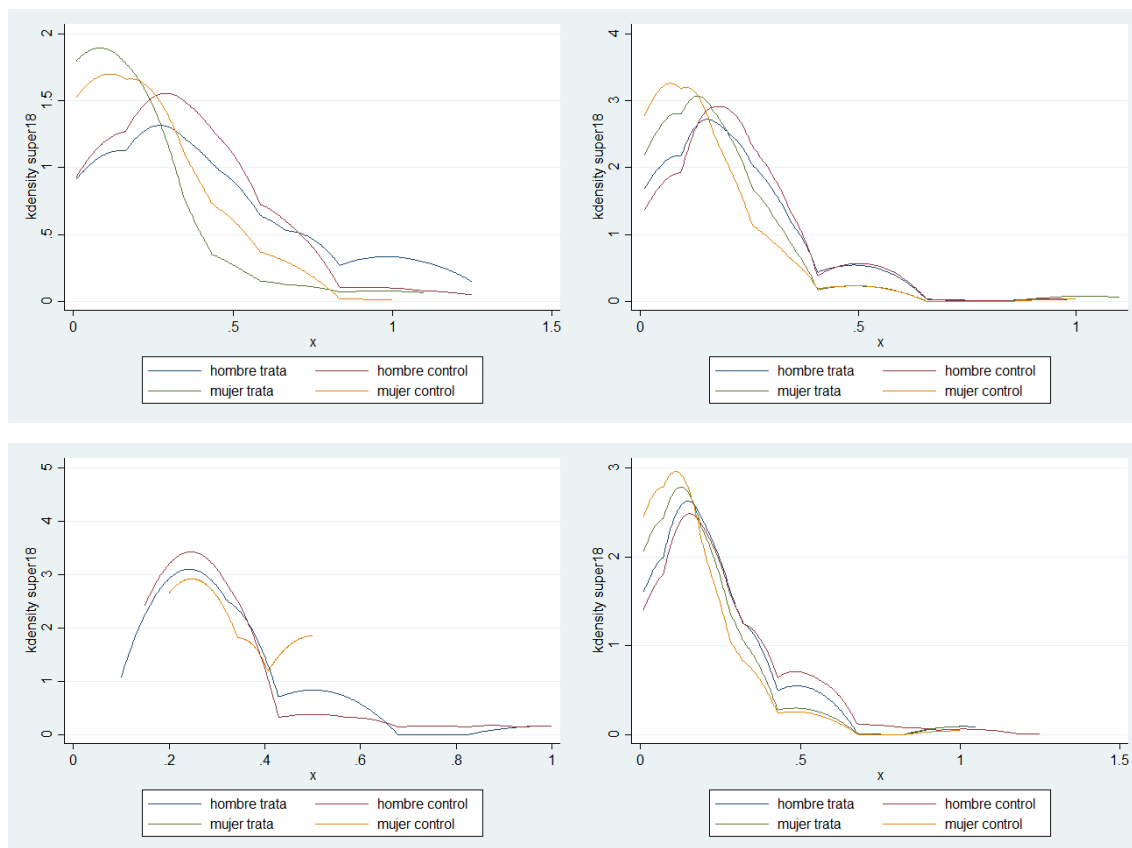 kdensity super18
0 .5 1 1.5 2
0 .5 1 1.5
x
hombre trata hombre control
mujer trata mujer control
kdensity super18
0 1 2 3 4
0 .5 1
x
hombre trata hombre control
mujer trata mujer control
kdensity super18
0 1 2 3 4 5
0 .2 .4 .6 .8 1
x
hombre trata hombre control
mujer trata mujer control
kdensity super18
0 1 2 3
0 .5 1 1.5
x
hombre trata hombre control
mujer trata mujer control